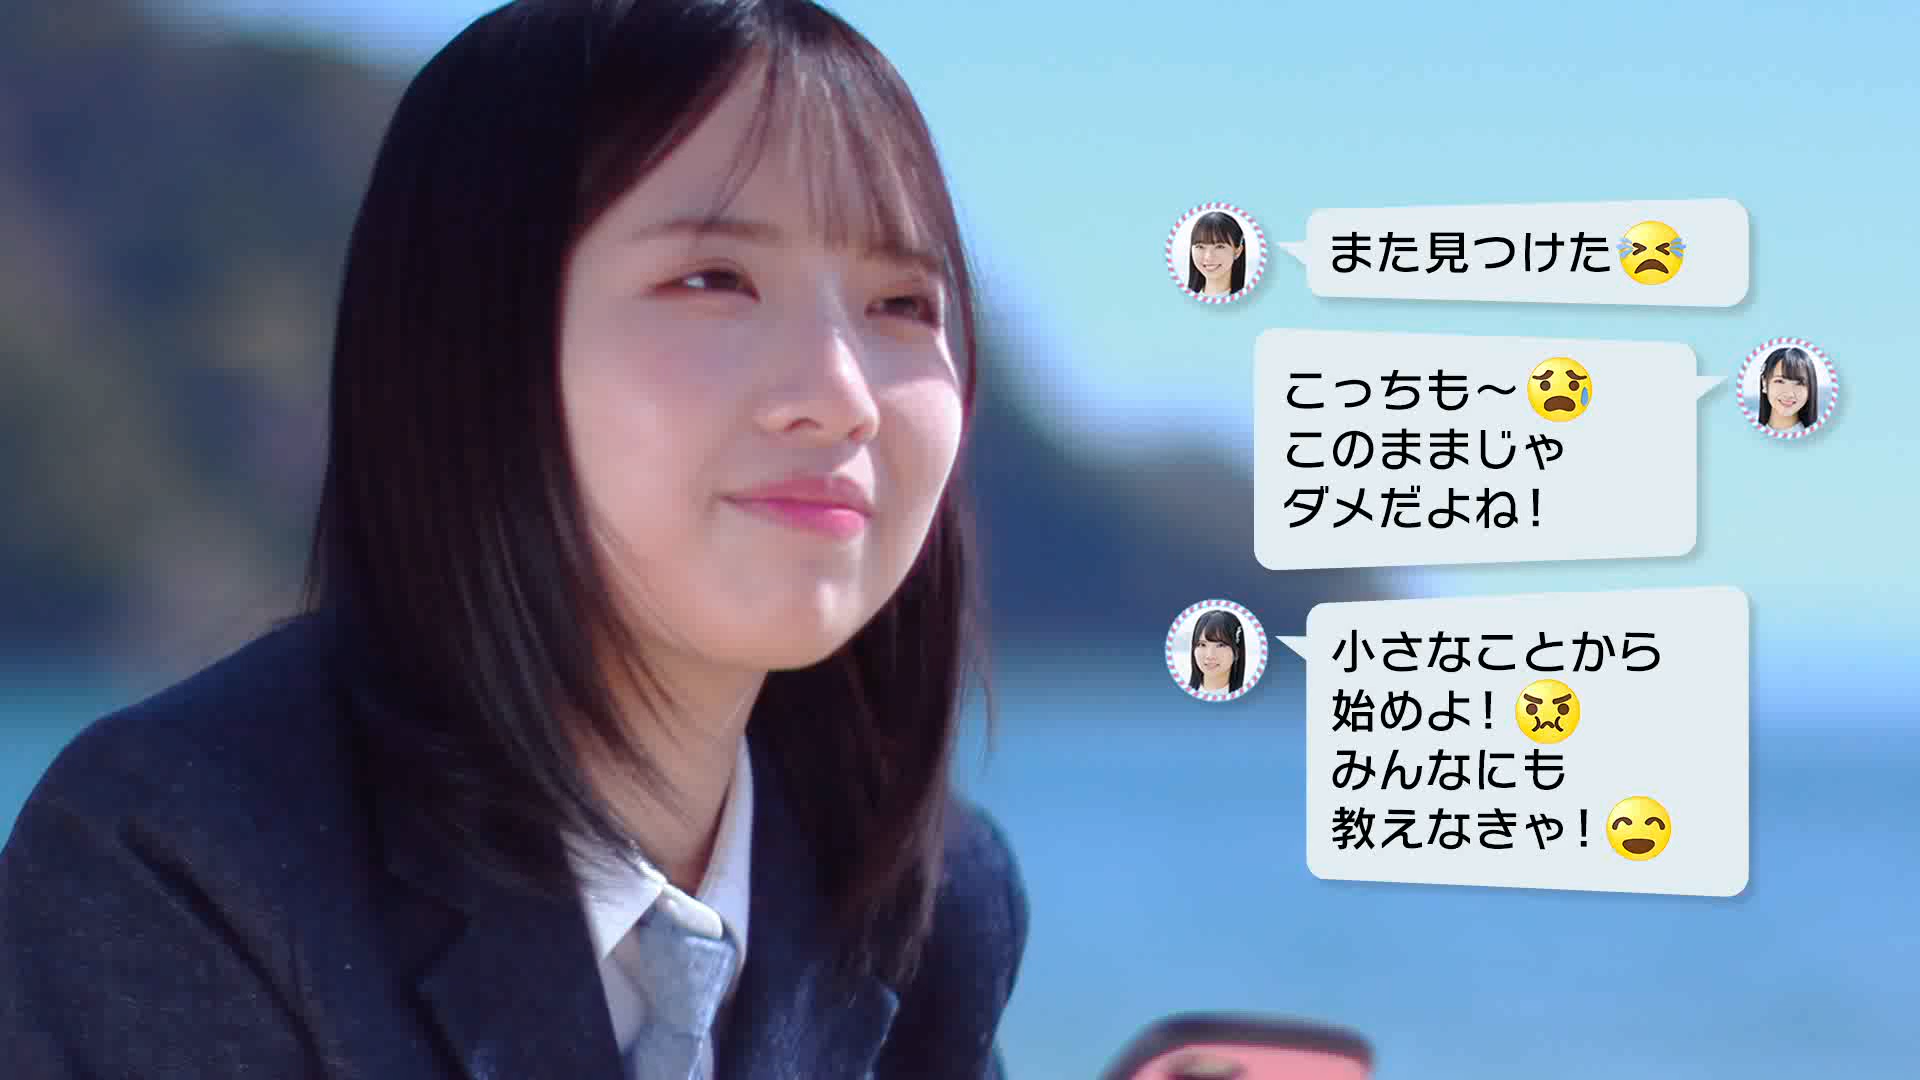 また見つけた😭
こっちも～😥
このままじゃ
ダメだよね！
小さなことから
始めよ！😖
みんなにも
教えなきゃ！😄